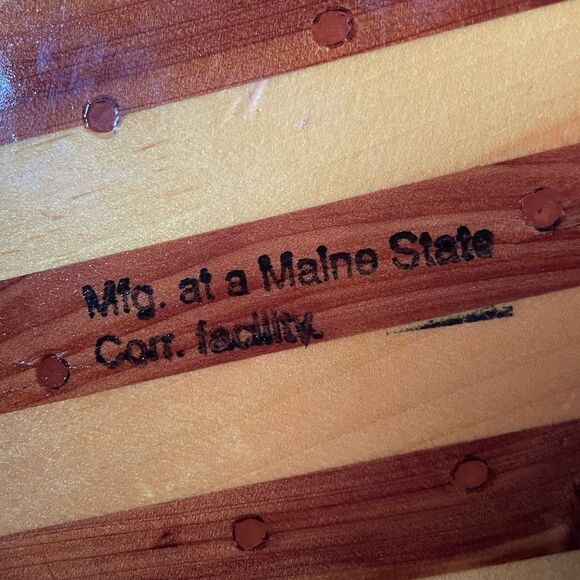 Mfg. at a Maine State
Corr. facility.